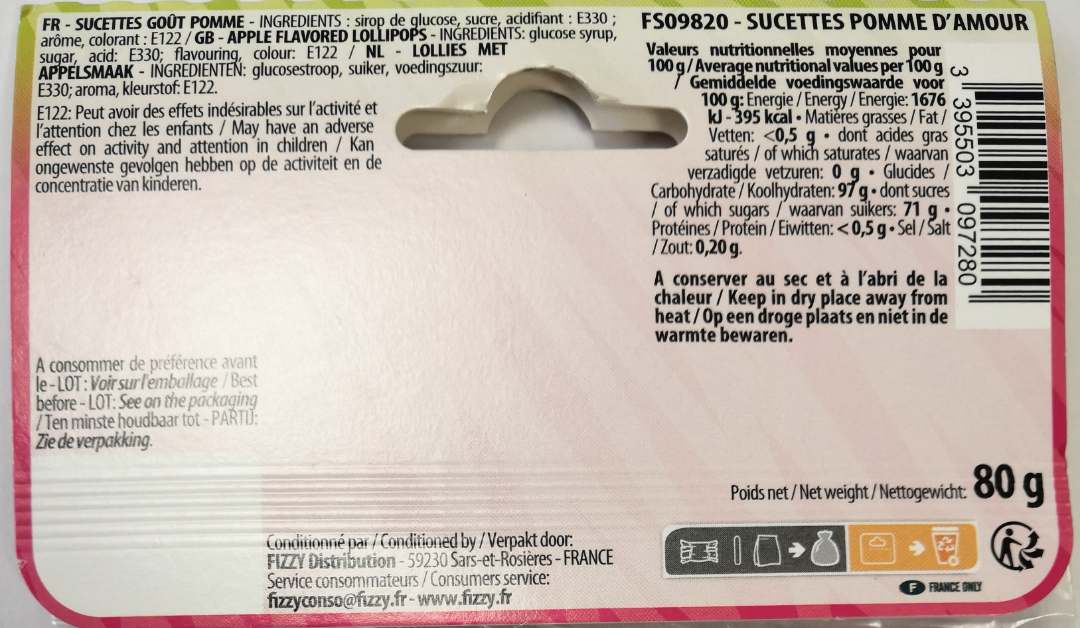 FR - SUCETTES GOÛT POMME - INGREDIENTS : sirop de glucose, sucre, acidifiant : E330 ;
arôme, colorant : E122 / GB - APPLE FLAVORED LOLLIPOPS - INGREDIENTS: glucose syrup,
sugar, acid: E330; flavouring, colour: E122 / NL - LOLLIES MET
APPELSMAAK - INGREDIËNTEN: glucosestroop, suiker, voedingszuur:
E330; aroma, kleurstof: E122.
E122: Peut avoir des effets indésirables sur l'activité et
l'attention chez les enfants / May have an adverse
effect on activity and attention in children / Kan
ongewenste gevolgen hebben op de activiteit en de
concentratie van kinderen.
A consommer de préférence avant
le - LOT : Voir sur l'emballage / Best
before - LOT: See on the packaging
/ Ten minste houdbaar tot - PARTIJ:
Zie de verpakking.
Conditionné par / Conditioned by / Verpakt door:
FIZZY Distribution - 59230 Sars-et-Rosières - FRANCE
Service consommateurs / Consumers service:
fizzyconso@fizzy.fr - www.fizzy.fr
FS09820 - SUCETTES POMME D'AMOUR
Valeurs nutritionnelles moyennes pour
100 g / Average nutritional values per 100 g
/ Gemiddelde voedingswaarde voor
100 g: Energie / Energy / Energie: 1676
kJ - 395 kcal • Matières grasses / Fat /
Vetten: <0,5 g • dont acides gras
saturés / of which saturates / waarvan
verzadigde vetzuren: 0 g • Glucides /
Carbohydrate / Koolhydraten: 97 g • dont sucres
/ of which sugars / waarvan suikers: 71 g •
Protéines / Protein / Eiwitten: < 0,5 g • Sel / Salt
/ Zout: 0,20 g.
A conserver au sec et à l'abri de la
chaleur / Keep in dry place away from
heat / Op een droge plaats en niet in de
warmte bewaren.
3 395503 097280
Poids net / Net weight / Nettogewicht: 80 g
F FRANCE ONLY